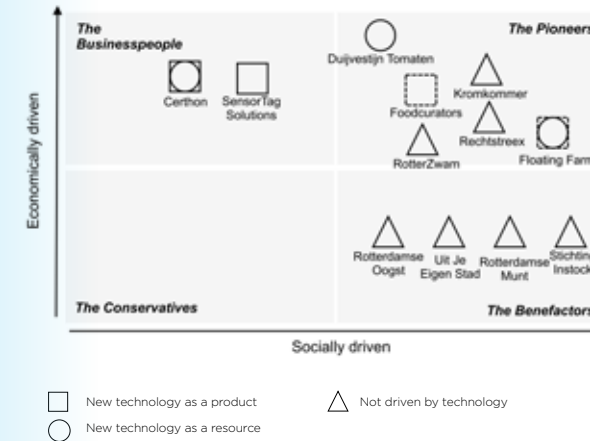 The
Businesspeople
The Pioneers
Duijvestijn Tomaten
Certhon
SensorTag
Solutions
Foodcurators
Kromkommer
Rechtstreex
RotterZwam
Floating Farm
Economically driven
Rotterdamse
Oogst
Uit Je
Eigen Stad
Rotterdamse
Munt
Stichtin
Instock
The Conservatives
The Benefactors
Socially driven
New technology as a product
Not driven by technology
New technology as a resource